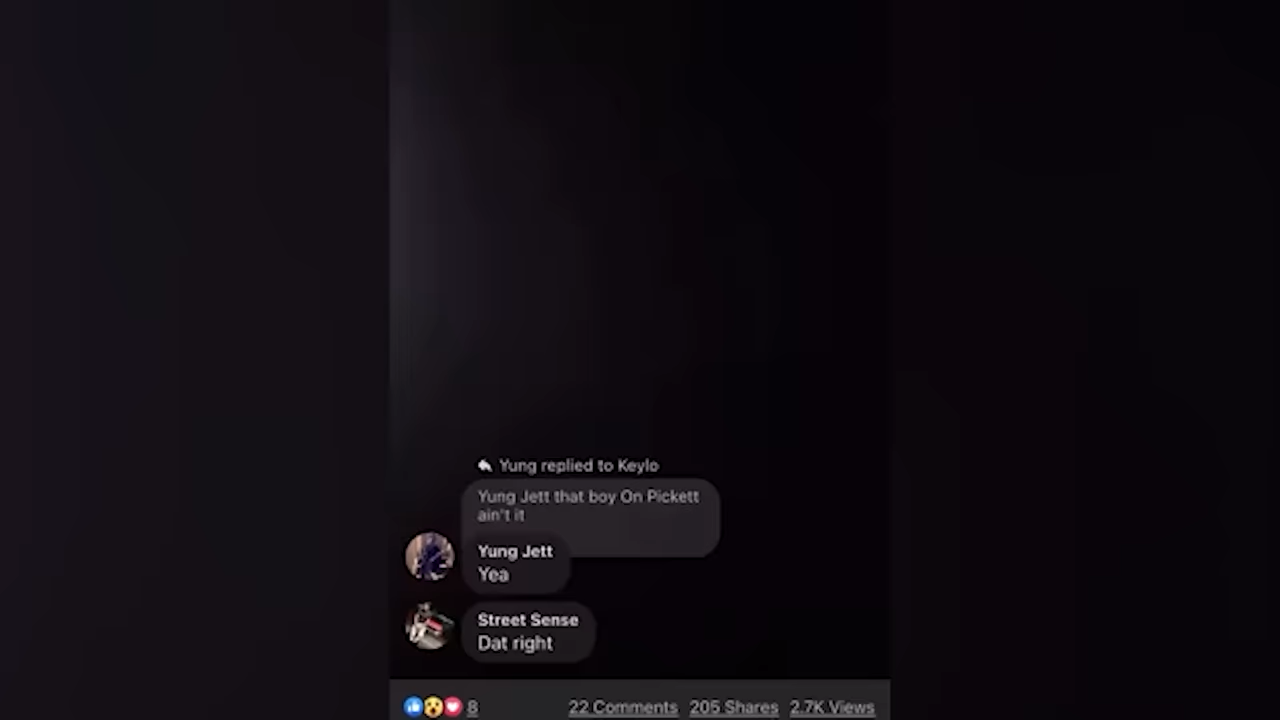 Yung replied to Keylo
Yung Jett that boy On Pickett
ain't it
Yung Jett
Yea
Street Sense
Dat right
8
22 Comments 205 Shares 2.7K Views